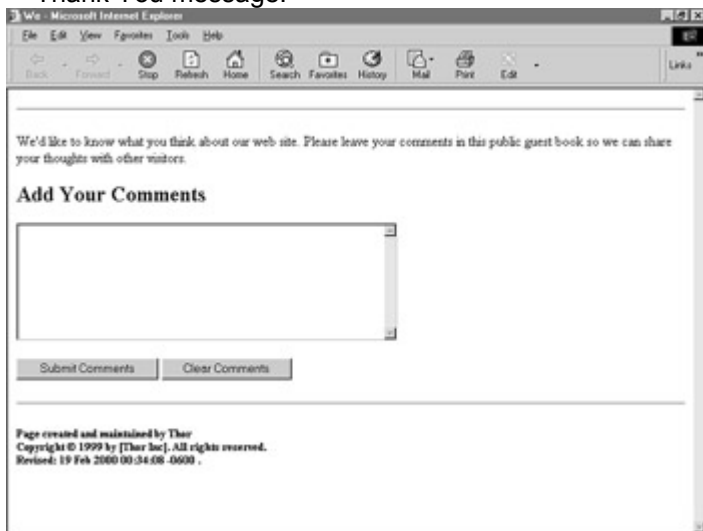 Thank You message.
We - Microsoft Internet Explorer
File Edit View Favorites Tools Help
Back Forward Stop Refresh Home Search Favorites History Mail Print Edit Links
We'd like to know what you think about our web site. Please leave your comments in this public guest book so we can share
your thoughts with other visitors.
Add Your Comments
Submit Comments Clear Comments
Page created and maintained by Thor
Copyright © 1999 by [Thor Inc]. All rights reserved.
Revised: 19 Feb 2000 00:34:08 -0600 .